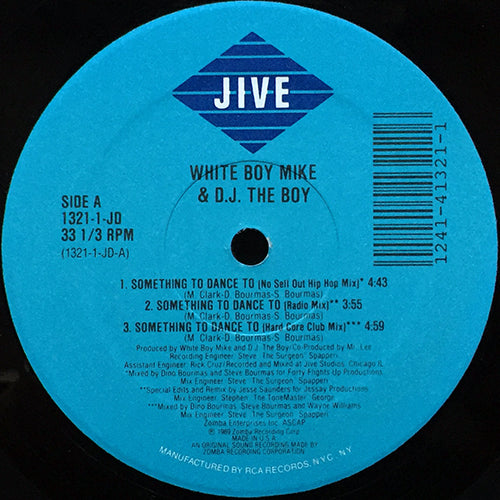 JIVE
WHITE BOY MIKE
& D.J. THE BOY
SIDE A
1321-1-JD
33 1/3 RPM
(1321-1-JD-A)
1241-41321-1
1. SOMETHING TO DANCE TO (No Sell Out Hip Hop Mix)* 4:43
(M. Clark-D. Bourmas-S. Bourmas)
2. SOMETHING TO DANCE TO (Radio Mix)** 3:55
(M. Clark-D. Bourmas-S. Bourmas)
3. SOMETHING TO DANCE TO (Hard Core Club Mix)*** 4:59
(M. Clark-D. Bourmas-S. Bourmas)
Produced by White Boy Mike and D.J. The Boy/Co-Produced by Mr. Lee
Recording Engineer: Steve "The Surgeon" Spapperi
Assistant Engineer: Rick Cruz/Recorded and Mixed at Jive Studios, Chicago IL
*Mixed by Dino Bourmas and Steve Bourmas for Forty Flights Up Productions.
Mix Engineer: Steve "The Surgeon" Spapperi
**Special Edits and Remix by Jesse Saunders for Jessay Productions
Mix Engineer: Stephen "The ToneMaster" George
***Mixed by Dino Bourmas, Steve Bourmas and Wayne Williams
Mix Engineer: Steve "The Surgeon" Spapperi
Zomba Enterprises Inc. ASCAP
℗ 1989 Zomba Recording Corp.
MADE IN U.S.A.
AN ORIGINAL SOUND RECORDING MADE BY
ZOMBA RECORDING CORPORATION
MANUFACTURED BY RCA RECORDS, NYC, NY